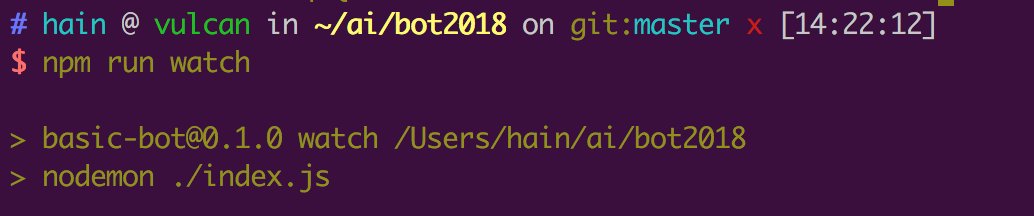 # hain @ vulcan in ~/ai/bot2018 on git:master x [14:22:12]
$ npm run watch
> basic-bot@0.1.0 watch /Users/hain/ai/bot2018
> nodemon ./index.js